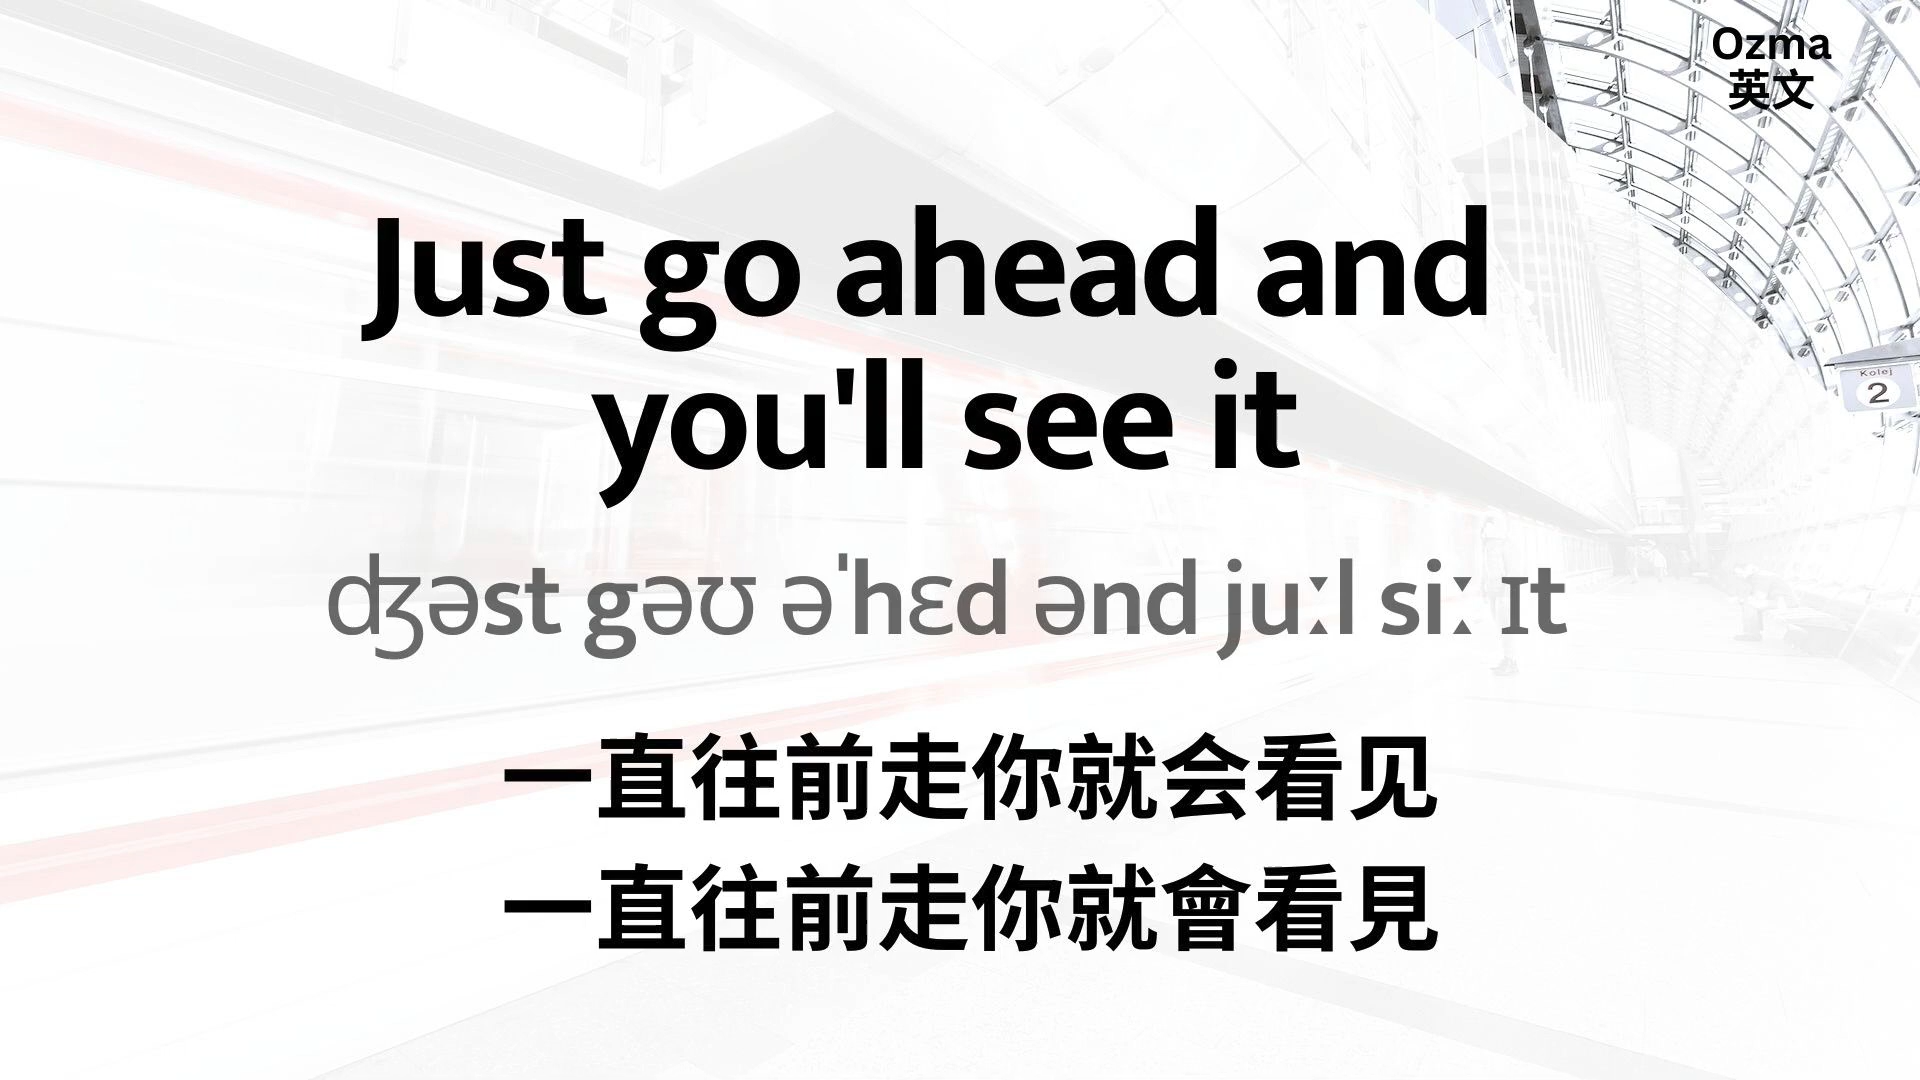 Ozma
英文
Kolej
2
Just go ahead and
you'll see it
ʤəst gəʊ əˈhɛd ənd juːl siː ɪt
一直往前走你就会看见
一直往前走你就會看見